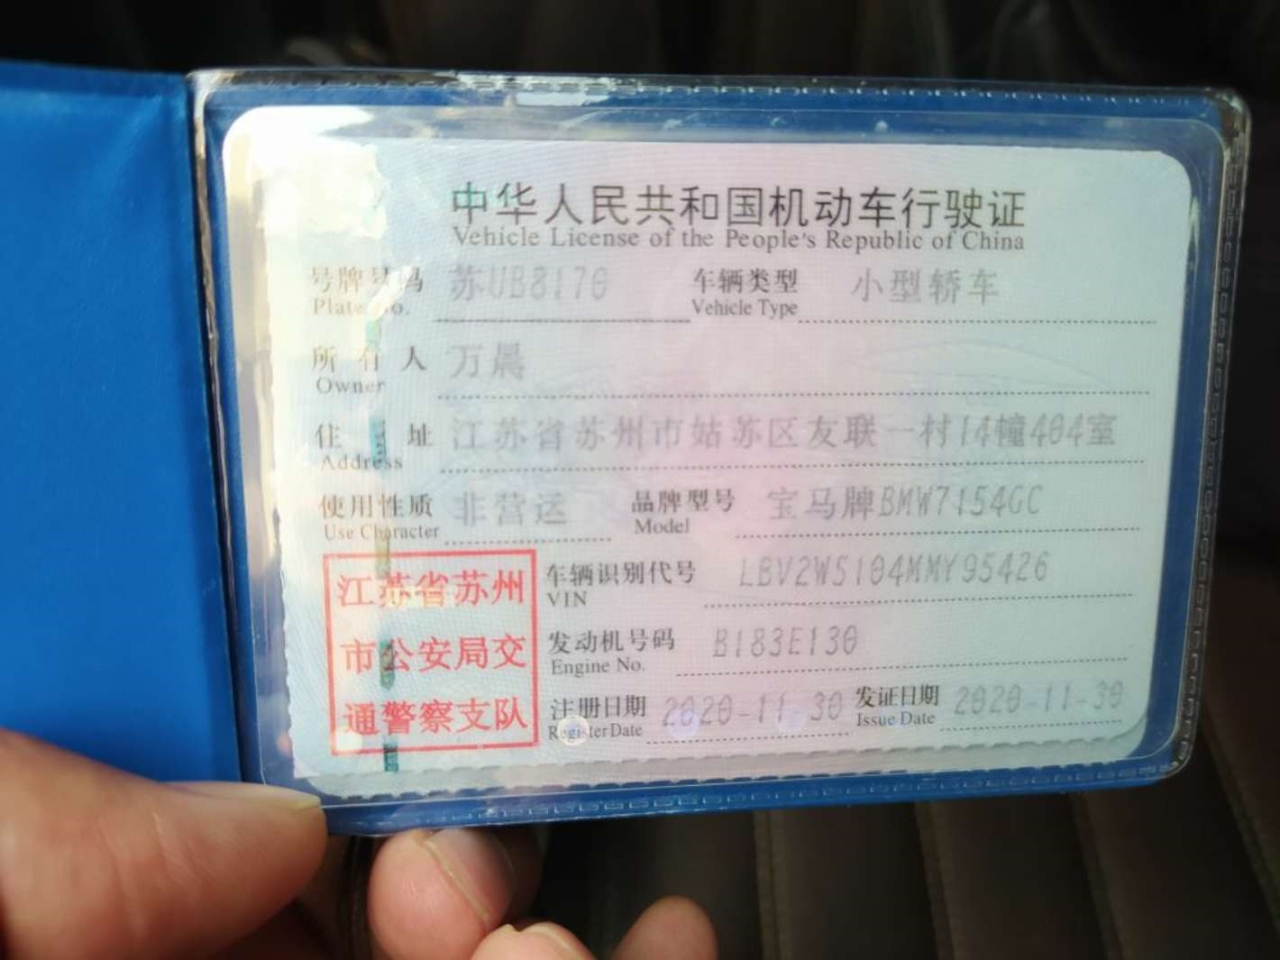 中华人民共和国机动车行驶证
Vehicle License of the People's Republic of China
号牌号码 苏UB8170 车辆类型 小型轿车
Plate No. Vehicle Type
所有人 万晨
Owner
住址 江苏省苏州市姑苏区友联一村14幢404室
Address
使用性质 非营运 品牌型号 宝马牌BMW7154GC
Use Character Model
江苏省苏州
市公安局交
通警察支队
车辆识别代号 LBV2W5104MMY95426
VIN
发动机号码 B183E130
Engine No.
注册日期 2020-11-30 发证日期 2020-11-30
Register Date Issue Date